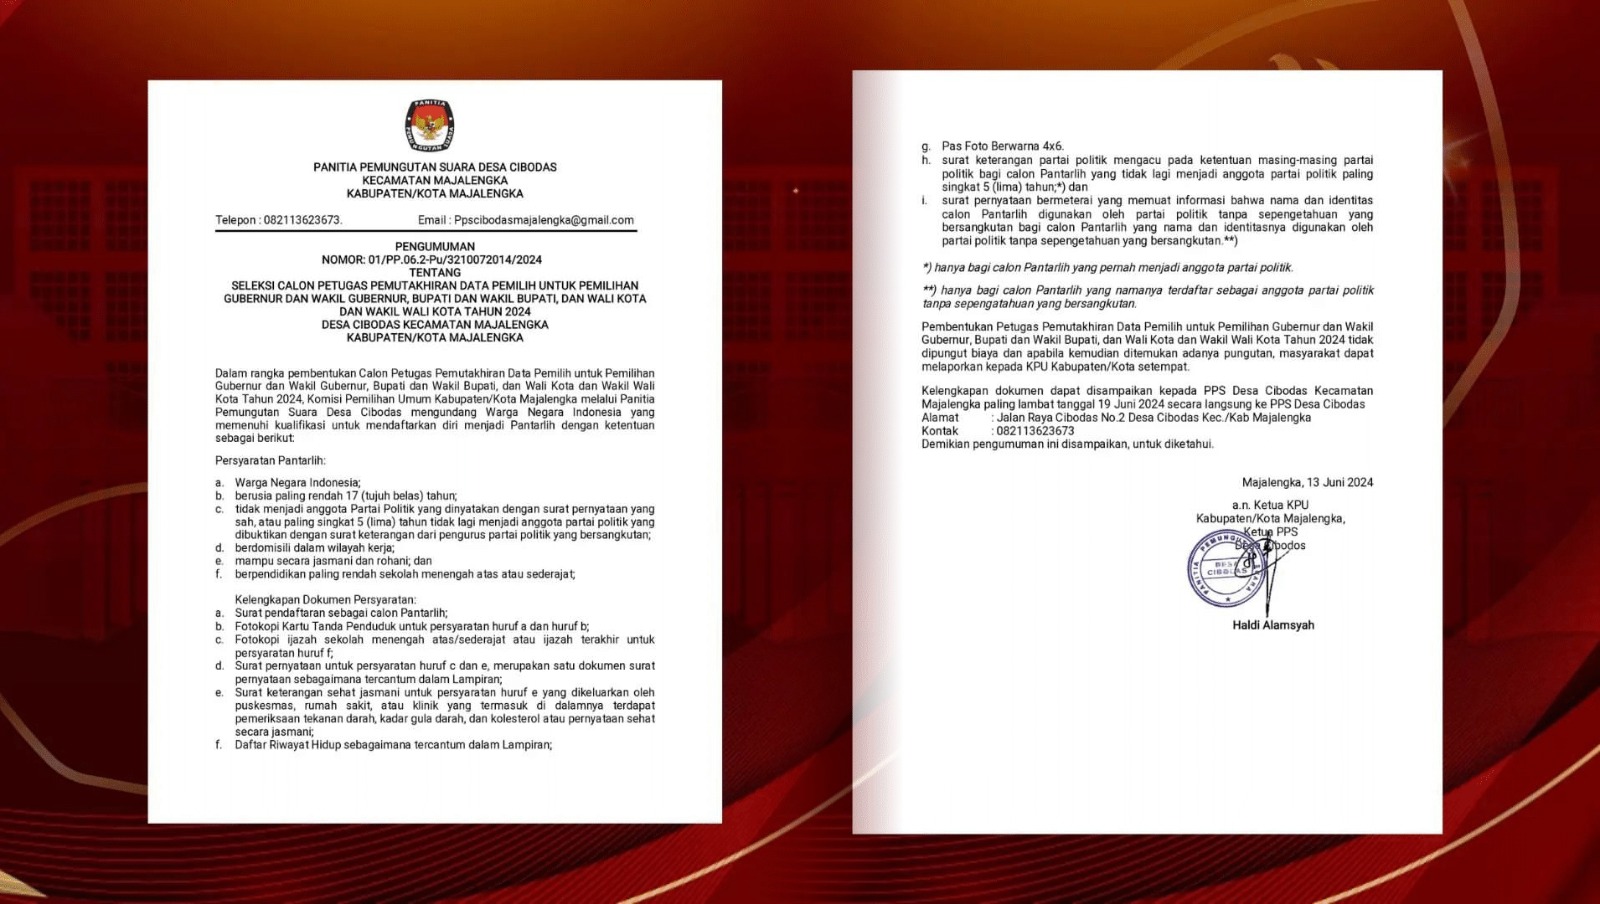 PANITIA
PEMUNGUTAN SUARA
PANITIA PEMUNGUTAN SUARA DESA CIBODAS
KECAMATAN MAJALENGKA
KABUPATEN/KOTA MAJALENGKA
Telepon : 082113623673. Email : Ppscibodasmajalengka@gmail.com
PENGUMUMAN
NOMOR: 01/PP.06.2-Pu/3210072014/2024
TENTANG
SELEKSI CALON PETUGAS PEMUTAKHIRAN DATA PEMILIH UNTUK PEMILIHAN
GUBERNUR DAN WAKIL GUBERNUR, BUPATI DAN WAKIL BUPATI, DAN WALI KOTA
DAN WAKIL WALI KOTA TAHUN 2024
DESA CIBODAS KECAMATAN MAJALENGKA
KABUPATEN/KOTA MAJALENGKA
Dalam rangka pembentukan Calon Petugas Pemutakhiran Data Pemilih untuk Pemilihan
Gubernur dan Wakil Gubernur, Bupati dan Wakil Bupati, dan Wali Kota dan Wakil Wali
Kota Tahun 2024, Komisi Pemilihan Umum Kabupaten/Kota Majalengka melalui Panitia
Pemungutan Suara Desa Cibodas mengundang Warga Negara Indonesia yang
memenuhi kualifikasi untuk mendaftarkan diri menjadi Pantarlih dengan ketentuan
sebagai berikut:
Persyaratan Pantarlih:
a. Warga Negara Indonesia;
b. berusia paling rendah 17 (tujuh belas) tahun;
c. tidak menjadi anggota Partai Politik yang dinyatakan dengan surat pernyataan yang
sah, atau paling singkat 5 (lima) tahun tidak lagi menjadi anggota partai politik yang
dibuktikan dengan surat keterangan dari pengurus partai politik yang bersangkutan;
d. berdomisili dalam wilayah kerja;
e. mampu secara jasmani dan rohani; dan
f. berpendidikan paling rendah sekolah menengah atas atau sederajat;
Kelengkapan Dokumen Persyaratan:
a. Surat pendaftaran sebagai calon Pantarlih;
b. Fotokopi Kartu Tanda Penduduk untuk persyaratan huruf a dan huruf b;
c. Fotokopi ijazah sekolah menengah atas/sederajat atau ijazah terakhir untuk
persyaratan huruf f;
d. Surat pernyataan untuk persyaratan huruf c dan e, merupakan satu dokumen surat
pernyataan sebagaimana tercantum dalam Lampiran;
e. Surat keterangan sehat jasmani untuk persyaratan huruf e yang dikeluarkan oleh
puskesmas, rumah sakit, atau klinik yang termasuk di dalamnya terdapat
pemeriksaan tekanan darah, kadar gula darah, dan kolesterol atau pernyataan sehat
secara jasmani;
f. Daftar Riwayat Hidup sebagaimana tercantum dalam Lampiran;
g. Pas Foto Berwarna 4x6.
h. surat keterangan partai politik mengacu pada ketentuan masing-masing partai
politik bagi calon Pantarlih yang tidak lagi menjadi anggota partai politik paling
singkat 5 (lima) tahun;*) dan
i. surat pernyataan bermeterai yang memuat informasi bahwa nama dan identitas
calon Pantarlih digunakan oleh partai politik tanpa sepengetahuan yang
bersangkutan bagi calon Pantarlih yang nama dan identitasnya digunakan oleh
partai politik tanpa sepengetahuan yang bersangkutan.**)
*) hanya bagi calon Pantarlih yang pernah menjadi anggota partai politik.
**) hanya bagi calon Pantarlih yang namanya terdaftar sebagai anggota partai politik
tanpa sepengatahuan yang bersangkutan.
Pembentukan Petugas Pemutakhiran Data Pemilih untuk Pemilihan Gubernur dan Wakil
Gubernur, Bupati dan Wakil Bupati, dan Wali Kota dan Wakil Wali Kota Tahun 2024 tidak
dipungut biaya dan apabila kemudian ditemukan adanya pungutan, masyarakat dapat
melaporkan kepada KPU Kabupaten/Kota setempat.
Kelengkapan dokumen dapat disampaikan kepada PPS Desa Cibodas Kecamatan
Majalengka paling lambat tanggal 19 Juni 2024 secara langsung ke PPS Desa Cibodas
Alamat : Jalan Raya Cibodas No.2 Desa Cibodas Kec./Kab Majalengka
Kontak : 082113623673
Demikian pengumuman ini disampaikan, untuk diketahui.
Majalengka, 13 Juni 2024
a.n. Ketua KPU
Kabupaten/Kota Majalengka,
Ketua PPS
Desa Cibodos
PANITIA PEMUNGUTAN SUARA
DESA
CIBODAS
Haldi Alamsyah